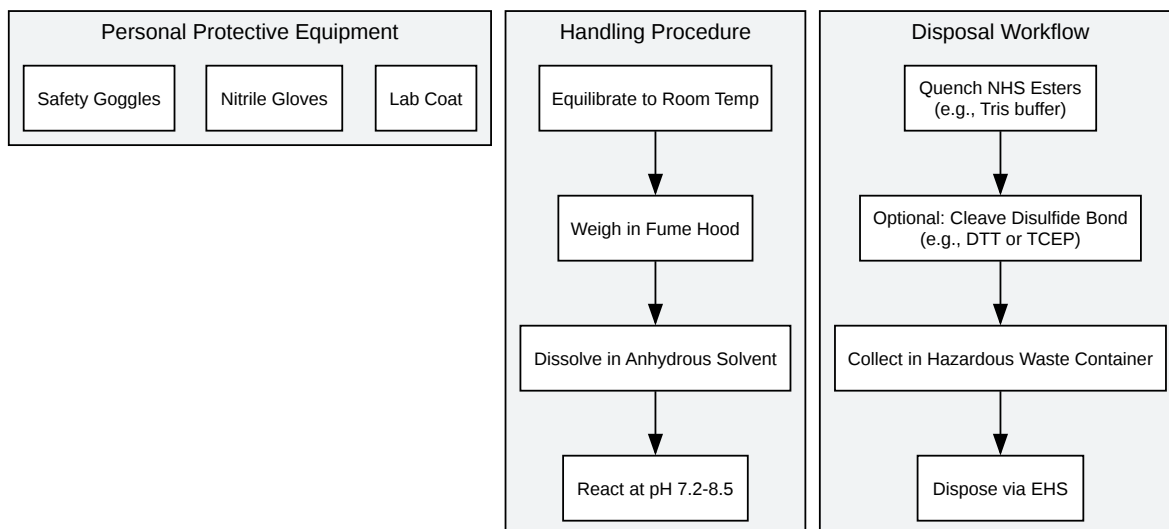 Personal Protective Equipment
Safety Goggles
Nitrile Gloves
Lab Coat
Handling Procedure
Equilibrate to Room Temp
Weigh in Fume Hood
Dissolve in Anhydrous Solvent
React at pH 7.2-8.5
Disposal Workflow
Quench NHS Esters
(e.g., Tris buffer)
Optional: Cleave Disulfide Bond
(e.g., DTT or TCEP)
Collect in Hazardous Waste Container
Dispose via EHS